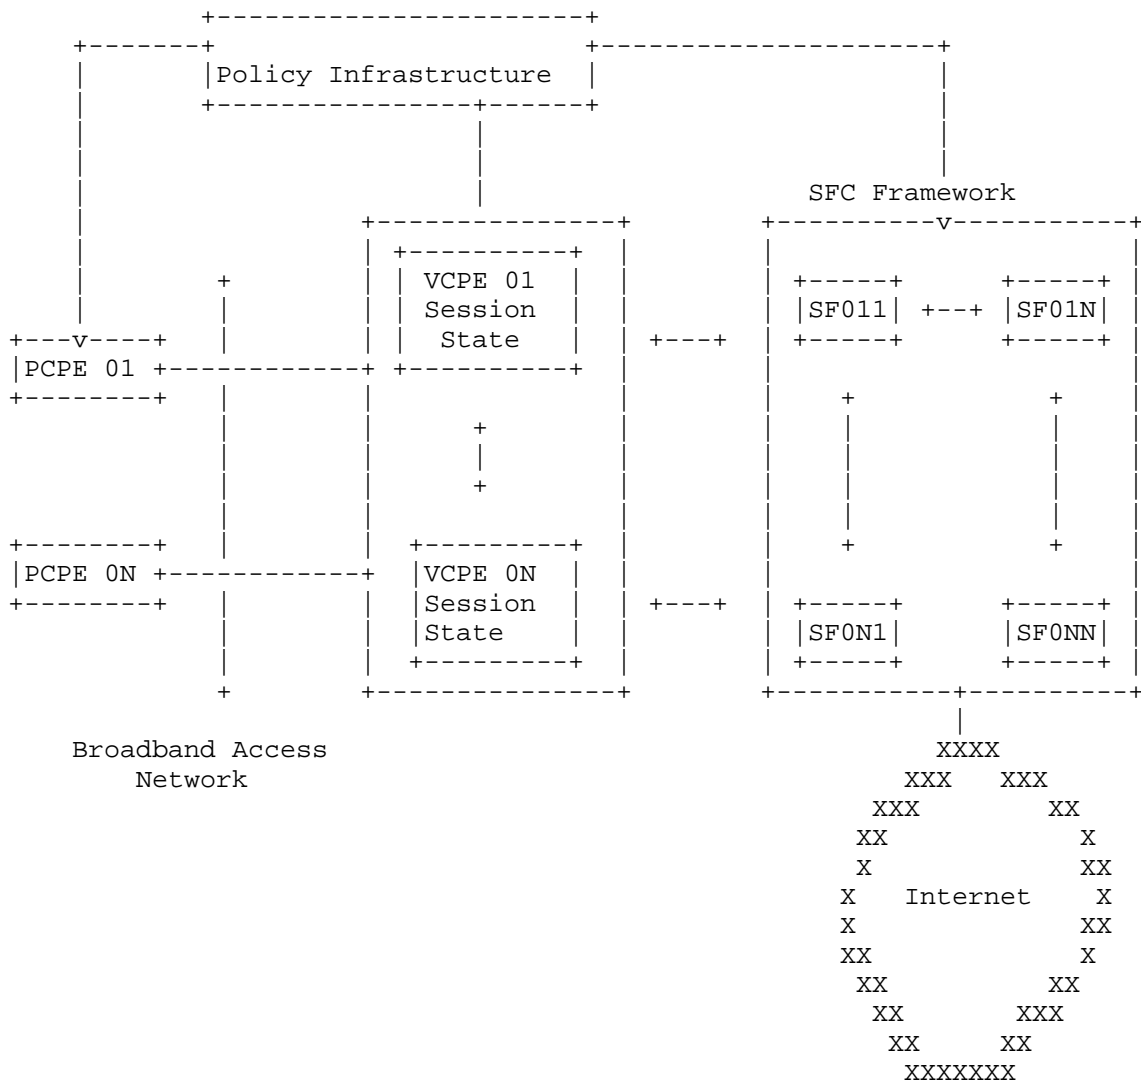 Policy Infrastructure
SFC Framework
VCPE 01
Session
State
SF011
SF01N
PCPE 01
PCPE 0N
VCPE 0N
Session
State
SF0N1
SF0NN
Broadband Access
Network
Internet